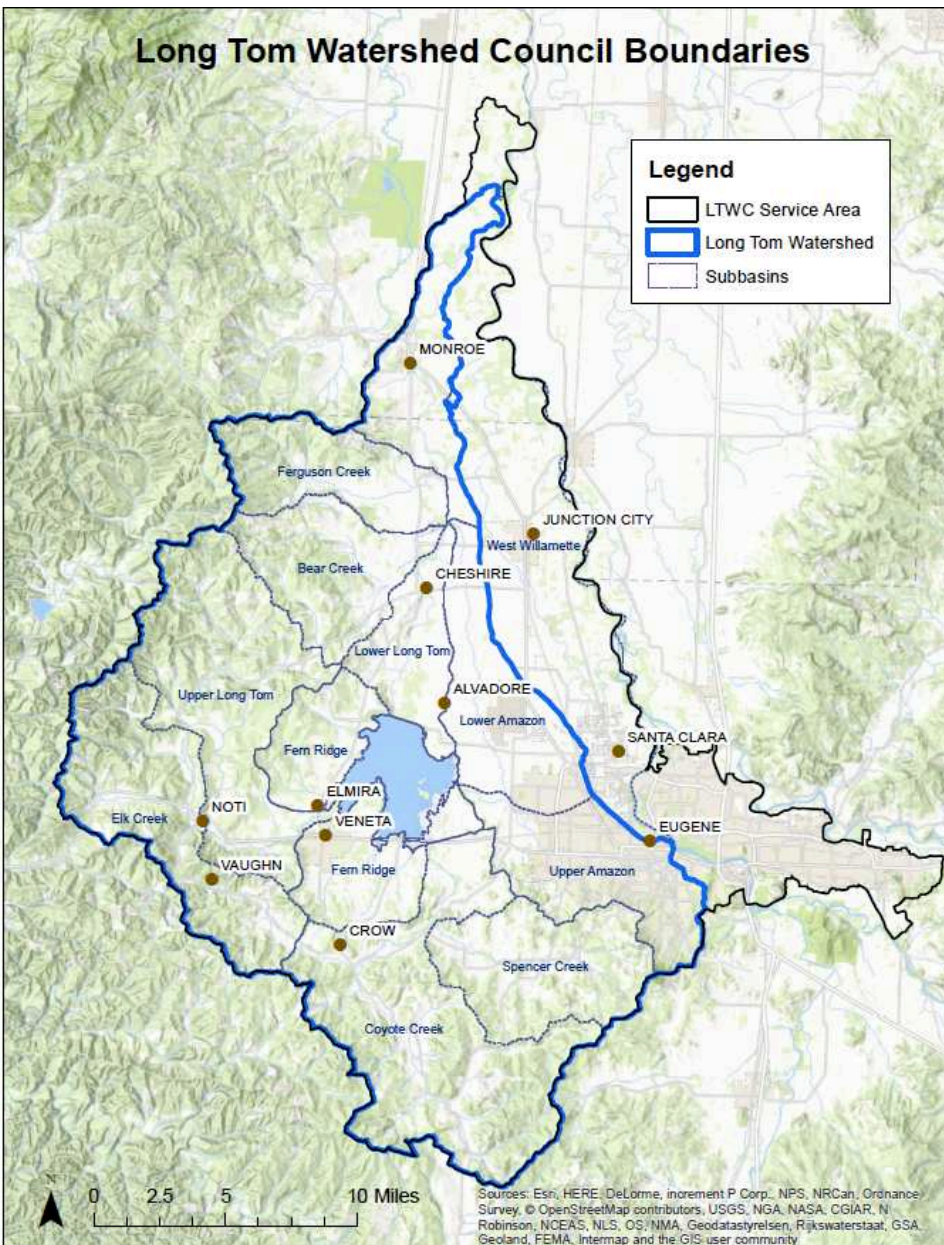 Long Tom Watershed Council Boundaries
Legend
LTWC Service Area
Long Tom Watershed
Subbasins
MONROE
Ferguson Creek
JUNCTION CITY
West Willamette
Bear Creek
CHESHIRE
Lower Long Tom
Upper Long Tom
ALVADORE
Lower Amazon
SANTA CLARA
Fern Ridge
ELMIRA
NOTI
Elk Creek
VENETA
EUGENE
VAUGHN
Fern Ridge
Upper Amazon
CROW
Spencer Creek
Coyote Creek
N
0 2.5 5 10 Miles
Sources: Esri, HERE, DeLorme, increment P Corp., NPS, NRCan, Ordnance
Survey, © OpenStreetMap contributors, USGS, NGA, NASA, CGIAR, N
Robinson, NCEAS, NLS, OS, NMA, Geodatastyrelsen, Rijkswaterstaat, GSA,
Geoland, FEMA, Intermap and the GIS user community